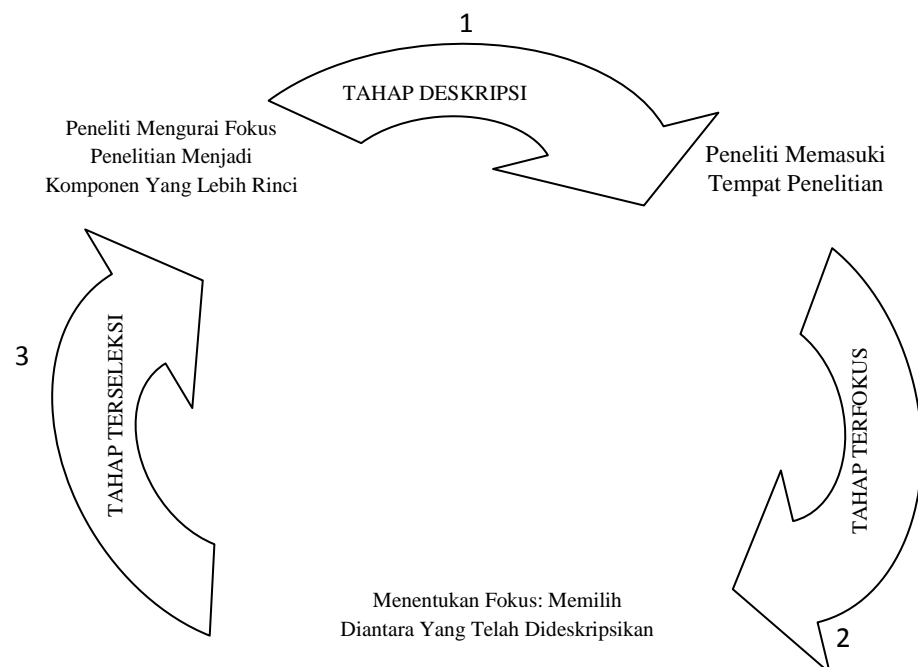 1
TAHAP DESKRIPSI
Peneliti Mengurai Fokus
Penelitian Menjadi
Komponen Yang Lebih Rinci
Peneliti Memasuki
Tempat Penelitian
TAHAP TERFOKUS
2
Menentukan Fokus: Memilih
Diantara Yang Telah Dideskripsikan
3
TAHAP TERSELEKSI